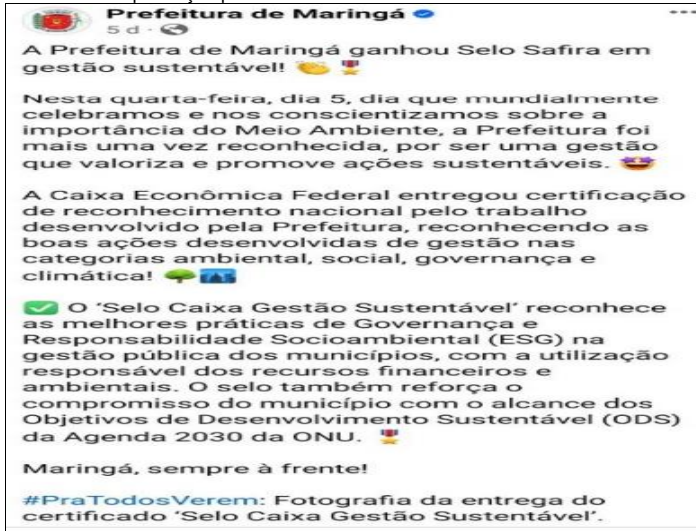 Prefeitura de Maringá
5 d ·
A Prefeitura de Maringá ganhou Selo Safira em
gestão sustentável! 👏 🎖️
Nesta quarta-feira, dia 5, dia que mundialmente
celebramos e nos conscientizamos sobre a
importância do Meio Ambiente, a Prefeitura foi
mais uma vez reconhecida, por ser uma gestão
que valoriza e promove ações sustentáveis. 🤩
A Caixa Econômica Federal entregou certificação
de reconhecimento nacional pelo trabalho
desenvolvido pela Prefeitura, reconhecendo as
boas ações desenvolvidas de gestão nas
categorias ambiental, social, governança e
climática! 🌳🏞️
✅ O ‘Selo Caixa Gestão Sustentável’ reconhece
as melhores práticas de Governança e
Responsabilidade Socioambiental (ESG) na
gestão pública dos municípios, com a utilização
responsável dos recursos financeiros e
ambientais. O selo também reforça o
compromisso do município com o alcance dos
Objetivos de Desenvolvimento Sustentável (ODS)
da Agenda 2030 da ONU. 🎖️
Maringá, sempre à frente!
#PraTodosVerem: Fotografia da entrega do
certificado ‘Selo Caixa Gestão Sustentável’.